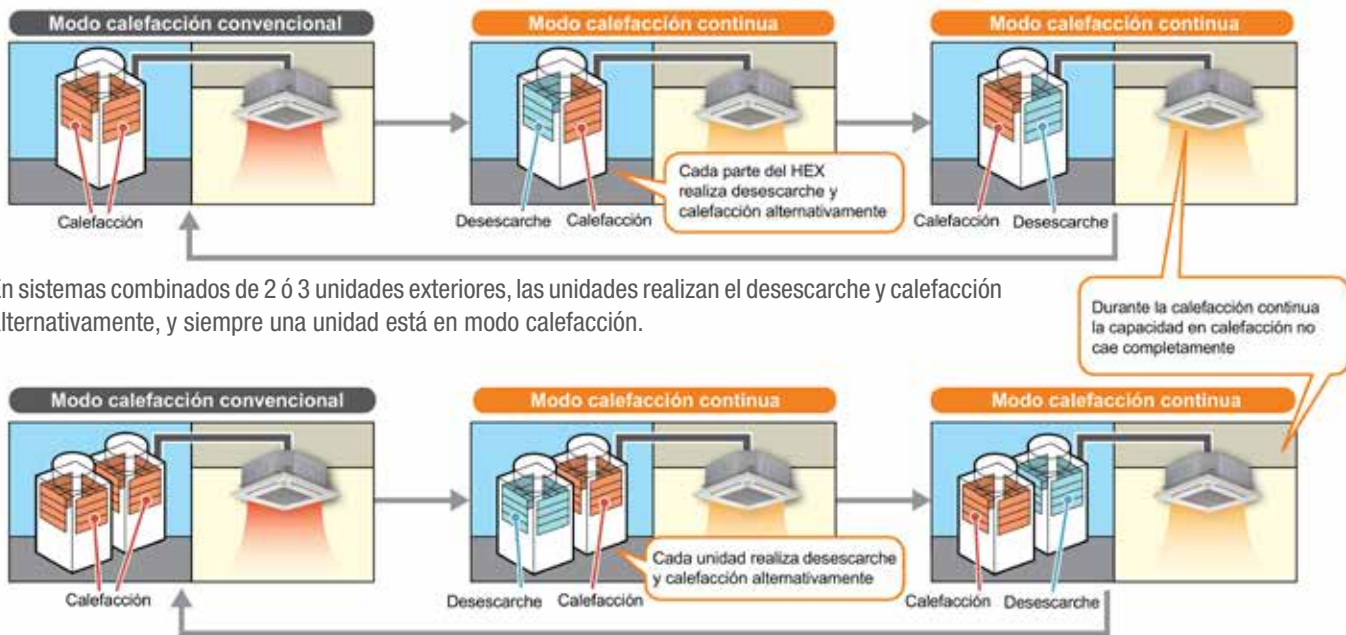 Modo calefacción convencional
Modo calefacción continua
Modo calefacción continua
Cada parte del HEX
realiza desescarche y
calefacción alternativamente
Calefacción
Desescarche Calefacción
Calefacción Desescarche
En sistemas combinados de 2 ó 3 unidades exteriores, las unidades realizan el desescarche y calefacción
alternativamente, y siempre una unidad está en modo calefacción.
Durante la calefacción continua
la capacidad en calefacción no
cae completamente
Modo calefacción convencional
Modo calefacción continua
Modo calefacción continua
Cada unidad realiza desescarche
y calefacción alternativamente
Calefacción
Desescarche Calefacción
Calefacción Desescarche